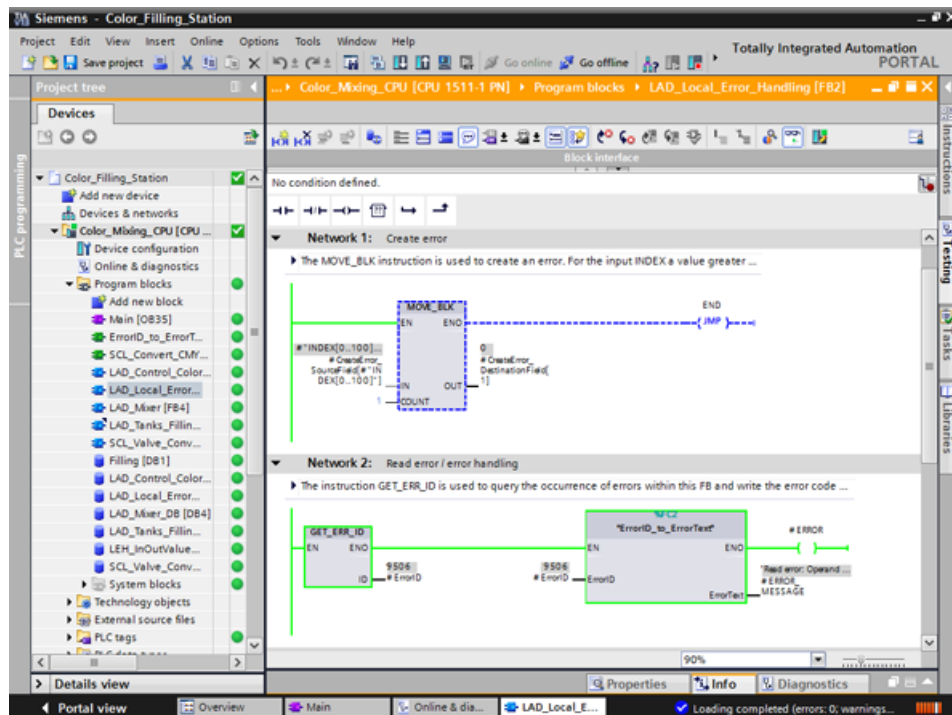 Siemens - Color_Filling_Station
Project Edit View Insert Online Options Tools Window Help
Totally Integrated Automation
PORTAL
Save project
Go online
Go offline
Project tree
... Color_Mixing_CPU [CPU 1511-1 PN] Program blocks LAD_Local_Error_Handling [FB2]
Devices
Block interface
PLC programming
Color_Filling_Station
Add new device
Devices & networks
Color_Mixing_CPU [CPU ...
Device configuration
Online & diagnostics
Program blocks
Add new block
Main [OB35]
ErrorID_to_ErrorT...
SCL_Convert_CMY...
LAD_Control_Color...
LAD_Local_Error...
LAD_Mixer [FB4]
LAD_Tanks_Fillin...
SCL_Valve_Conv...
Filling [DB1]
LAD_Control_Color...
LAD_Local_Error...
LAD_Mixer_DB [DB4]
LAD_Tanks_Fillin...
LEH_InOutValue...
SCL_Valve_Conv...
System blocks
Technology objects
External source files
PLC tags
No condition defined.
Network 1: Create error
The MOVE_BLK instruction is used to create an error. For the input INDEX a value greater ...
MOVE_BLK
EN ENO
END
JMP
#"INDEX[0..100]...
#CreateError_
SourceField[#"IN
DEX[0..100]"]
IN OUT
0
#CreateError_
DestinationField[
1]
1 COUNT
Network 2: Read error / error handling
The instruction GET_ERR_ID is used to query the occurrence of errors within this FB and write the error code ...
GET_ERR_ID
EN ENO
ID
9506
#ErrorID
"ErrorID_to_ErrorText"
EN ENO
9506
#ErrorID
ErrorID
ErrorText
#ERROR
"Read error: Operand ...
#ERROR_
MESSAGE
90%
Instructions
Testing
Tasks
Libraries
Details view
Properties
Info
Diagnostics
Portal view
Overview
Main
Online & dia...
LAD_Local_E...
Loading completed (errors: 0; warnings...